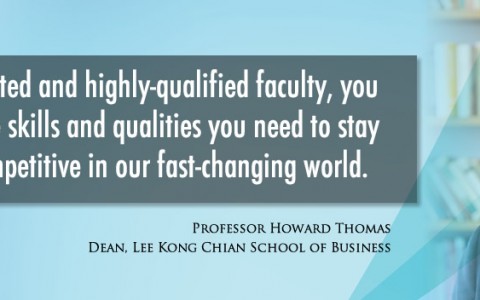 ted and highly-qualified faculty, you
skills and qualities you need to stay
petitive in our fast-changing world.
Professor Howard Thomas
Dean, Lee Kong Chian School of Business